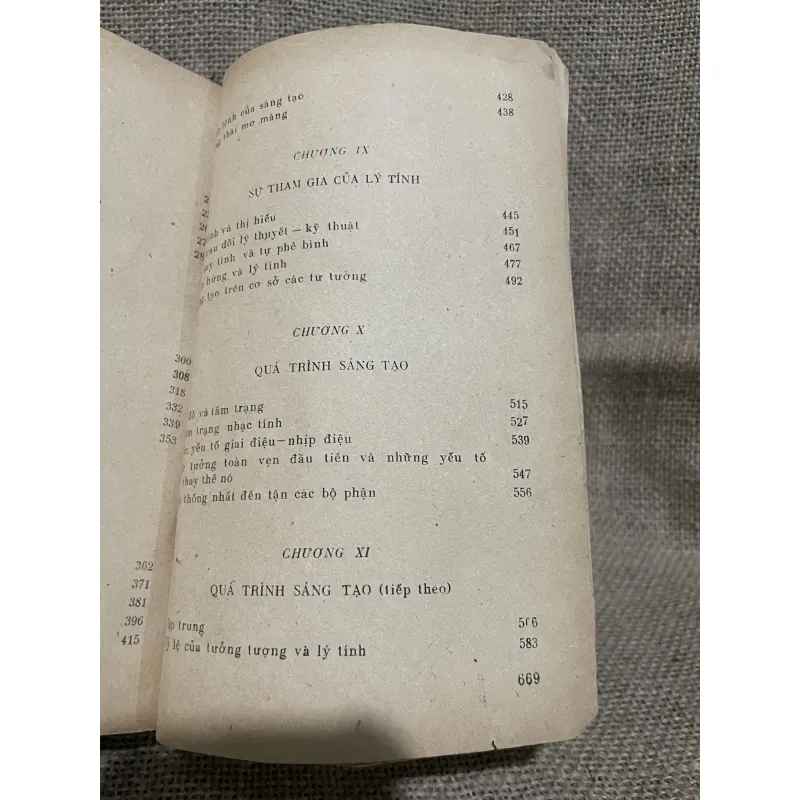 300
308
318
332
339
353
362
371
381
396
415
của sáng tạo 428
thái mơ màng 438
CHƯƠNG IX
SỰ THAM GIA CỦA LÝ TÍNH
và thị hiếu 445
dồi lý thuyết — kỹ thuật 451
tính và tự phê bình 467
hứng và lý tính 477
tạo trên cơ sở các tư tưởng 492
CHƯƠNG X
QUÁ TRÌNH SÁNG TẠO
đồ và tâm trạng 515
trạng nhạc tính 527
yếu tố giai điệu — nhịp điệu 539
tưởng toàn vẹn đầu tiên và những yếu tố
thay thế nó 547
thống nhất đến tận các bộ phận 556
CHƯƠNG XI
QUÁ TRÌNH SÁNG TẠO (tiếp theo)
trung 566
lệ của tưởng tượng và lý tính 583
669